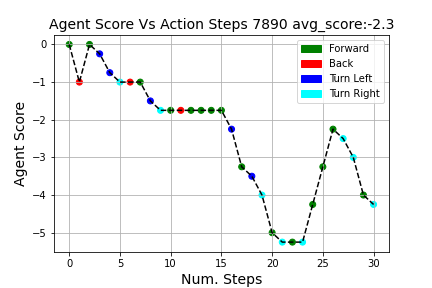 Agent Score Vs Action Steps 7890 avg_score:-2.3
Forward
Back
Turn Left
Turn Right
0
−1
−2
−3
−4
−5
Agent Score
0 5 10 15 20 25 30
Num. Steps